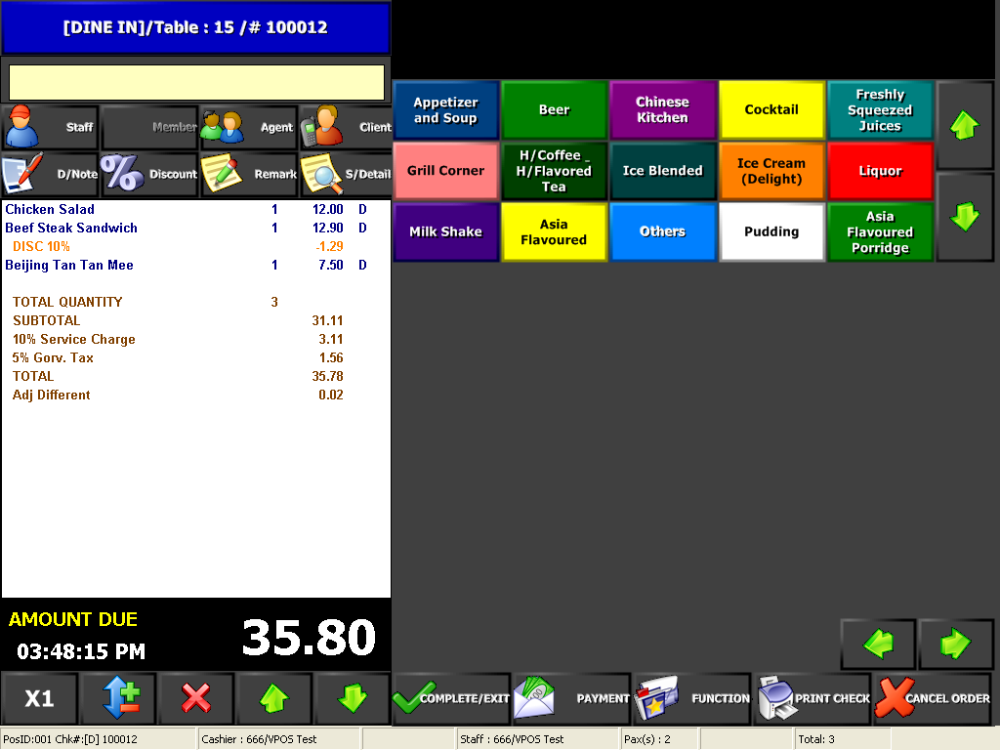 [DINE IN]/Table : 15 /# 100012
Staff
Member
Agent
Client
D/Note
Discount
Remark
S/Detail
Chicken Salad 1 12.00 D
Beef Steak Sandwich 1 12.90 D
DISC 10% -1.29
Beijing Tan Tan Mee 1 7.50 D
TOTAL QUANTITY 3
SUBTOTAL 31.11
10% Service Charge 3.11
5% Gorv. Tax 1.56
TOTAL 35.78
Adj Different 0.02
AMOUNT DUE
03:48:15 PM
35.80
X1
Appetizer
and Soup
Beer
Chinese
Kitchen
Cocktail
Freshly
Squeezed
Juices
Grill Corner
H/Coffee _
H/Flavored
Tea
Ice Blended
Ice Cream
(Delight)
Liquor
Milk Shake
Asia
Flavoured
Others
Pudding
Asia
Flavoured
Porridge
COMPLETE/EXIT
PAYMENT
FUNCTION
PRINT CHECK
CANCEL ORDER
PosID:001 Chk#:[D] 100012
Cashier : 666/VPOS Test
Staff : 666/VPOS Test
Pax(s) : 2
Total: 3